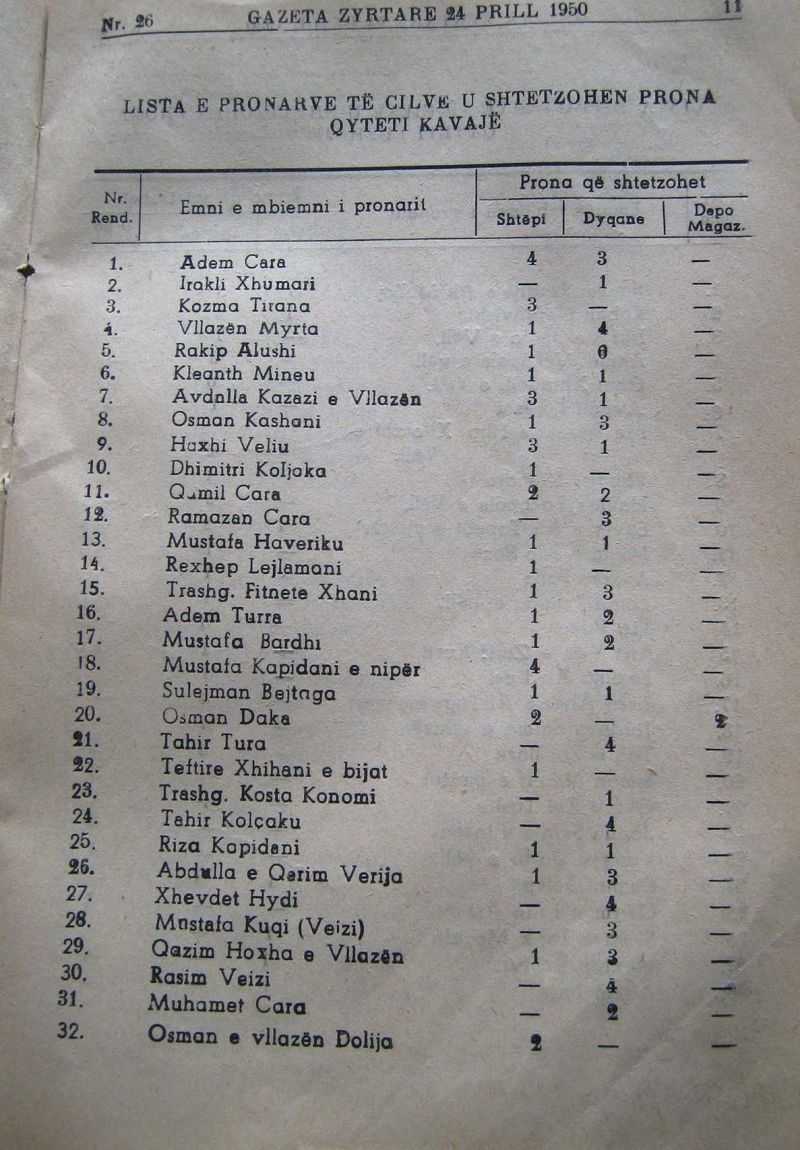 Nr. 26 GAZETA ZYRTARE 24 PRILL 1950 11
LISTA E PRONARVE TË CILVE U SHTETZOHEN PRONA
QYTETI KAVAJË
Prona që shtetzohet
Nr. Rend. Emni e mbiemni i pronarit Shtëpi Dyqane Depo Magaz.
1. Adem Cara 4 3 —
2. Irakli Xhumari — 1 —
3. Kozma Tirana 3 — —
4. Vllazën Myrta 1 4 —
5. Rakip Alushi 1 —
6. Kleanth Mineu 1 1 —
7. Avdnlla Kazazi e Vllazën 3 1 —
8. Osman Kashani 1 3 —
9. Haxhi Veliu 3 1 —
10. Dhimitri Koljaka 1 — —
11. Qamil Cara 2 2 —
12. Ramazan Cara — 3 —
13. Mustafa Haveriku 1 1 —
14. Rexhep Lejlamani 1 — —
15. Trashg. Fitnete Xhani 1 3 —
16. Adem Turra 1 2 —
17. Mustafa Bardhi 1 2 —
18. Mustafa Kapidani e nipër 4 — —
19. Sulejman Bejtaga 1 1 —
20. Osman Daka 2 — 2
21. Tahir Tura — 4 —
22. Teftire Xhihani e bijat 1 — —
23. Trashg. Kosta Konomi — 1 —
24. Tahir Kolçaku — 4 —
25. Riza Kapidani 1 1 —
26. Abdulla e Qerim Verija 1 3 —
27. Xhevdet Hydi — 4 —
28. Mnstafa Kuqi (Veizi) — 3 —
29. Qazim Hoxha e Vllazën 1 3 —
30. Rasim Veizi — 4 —
31. Muhamet Cara — 2 —
32. Osman e vllazën Dolija 2 — —